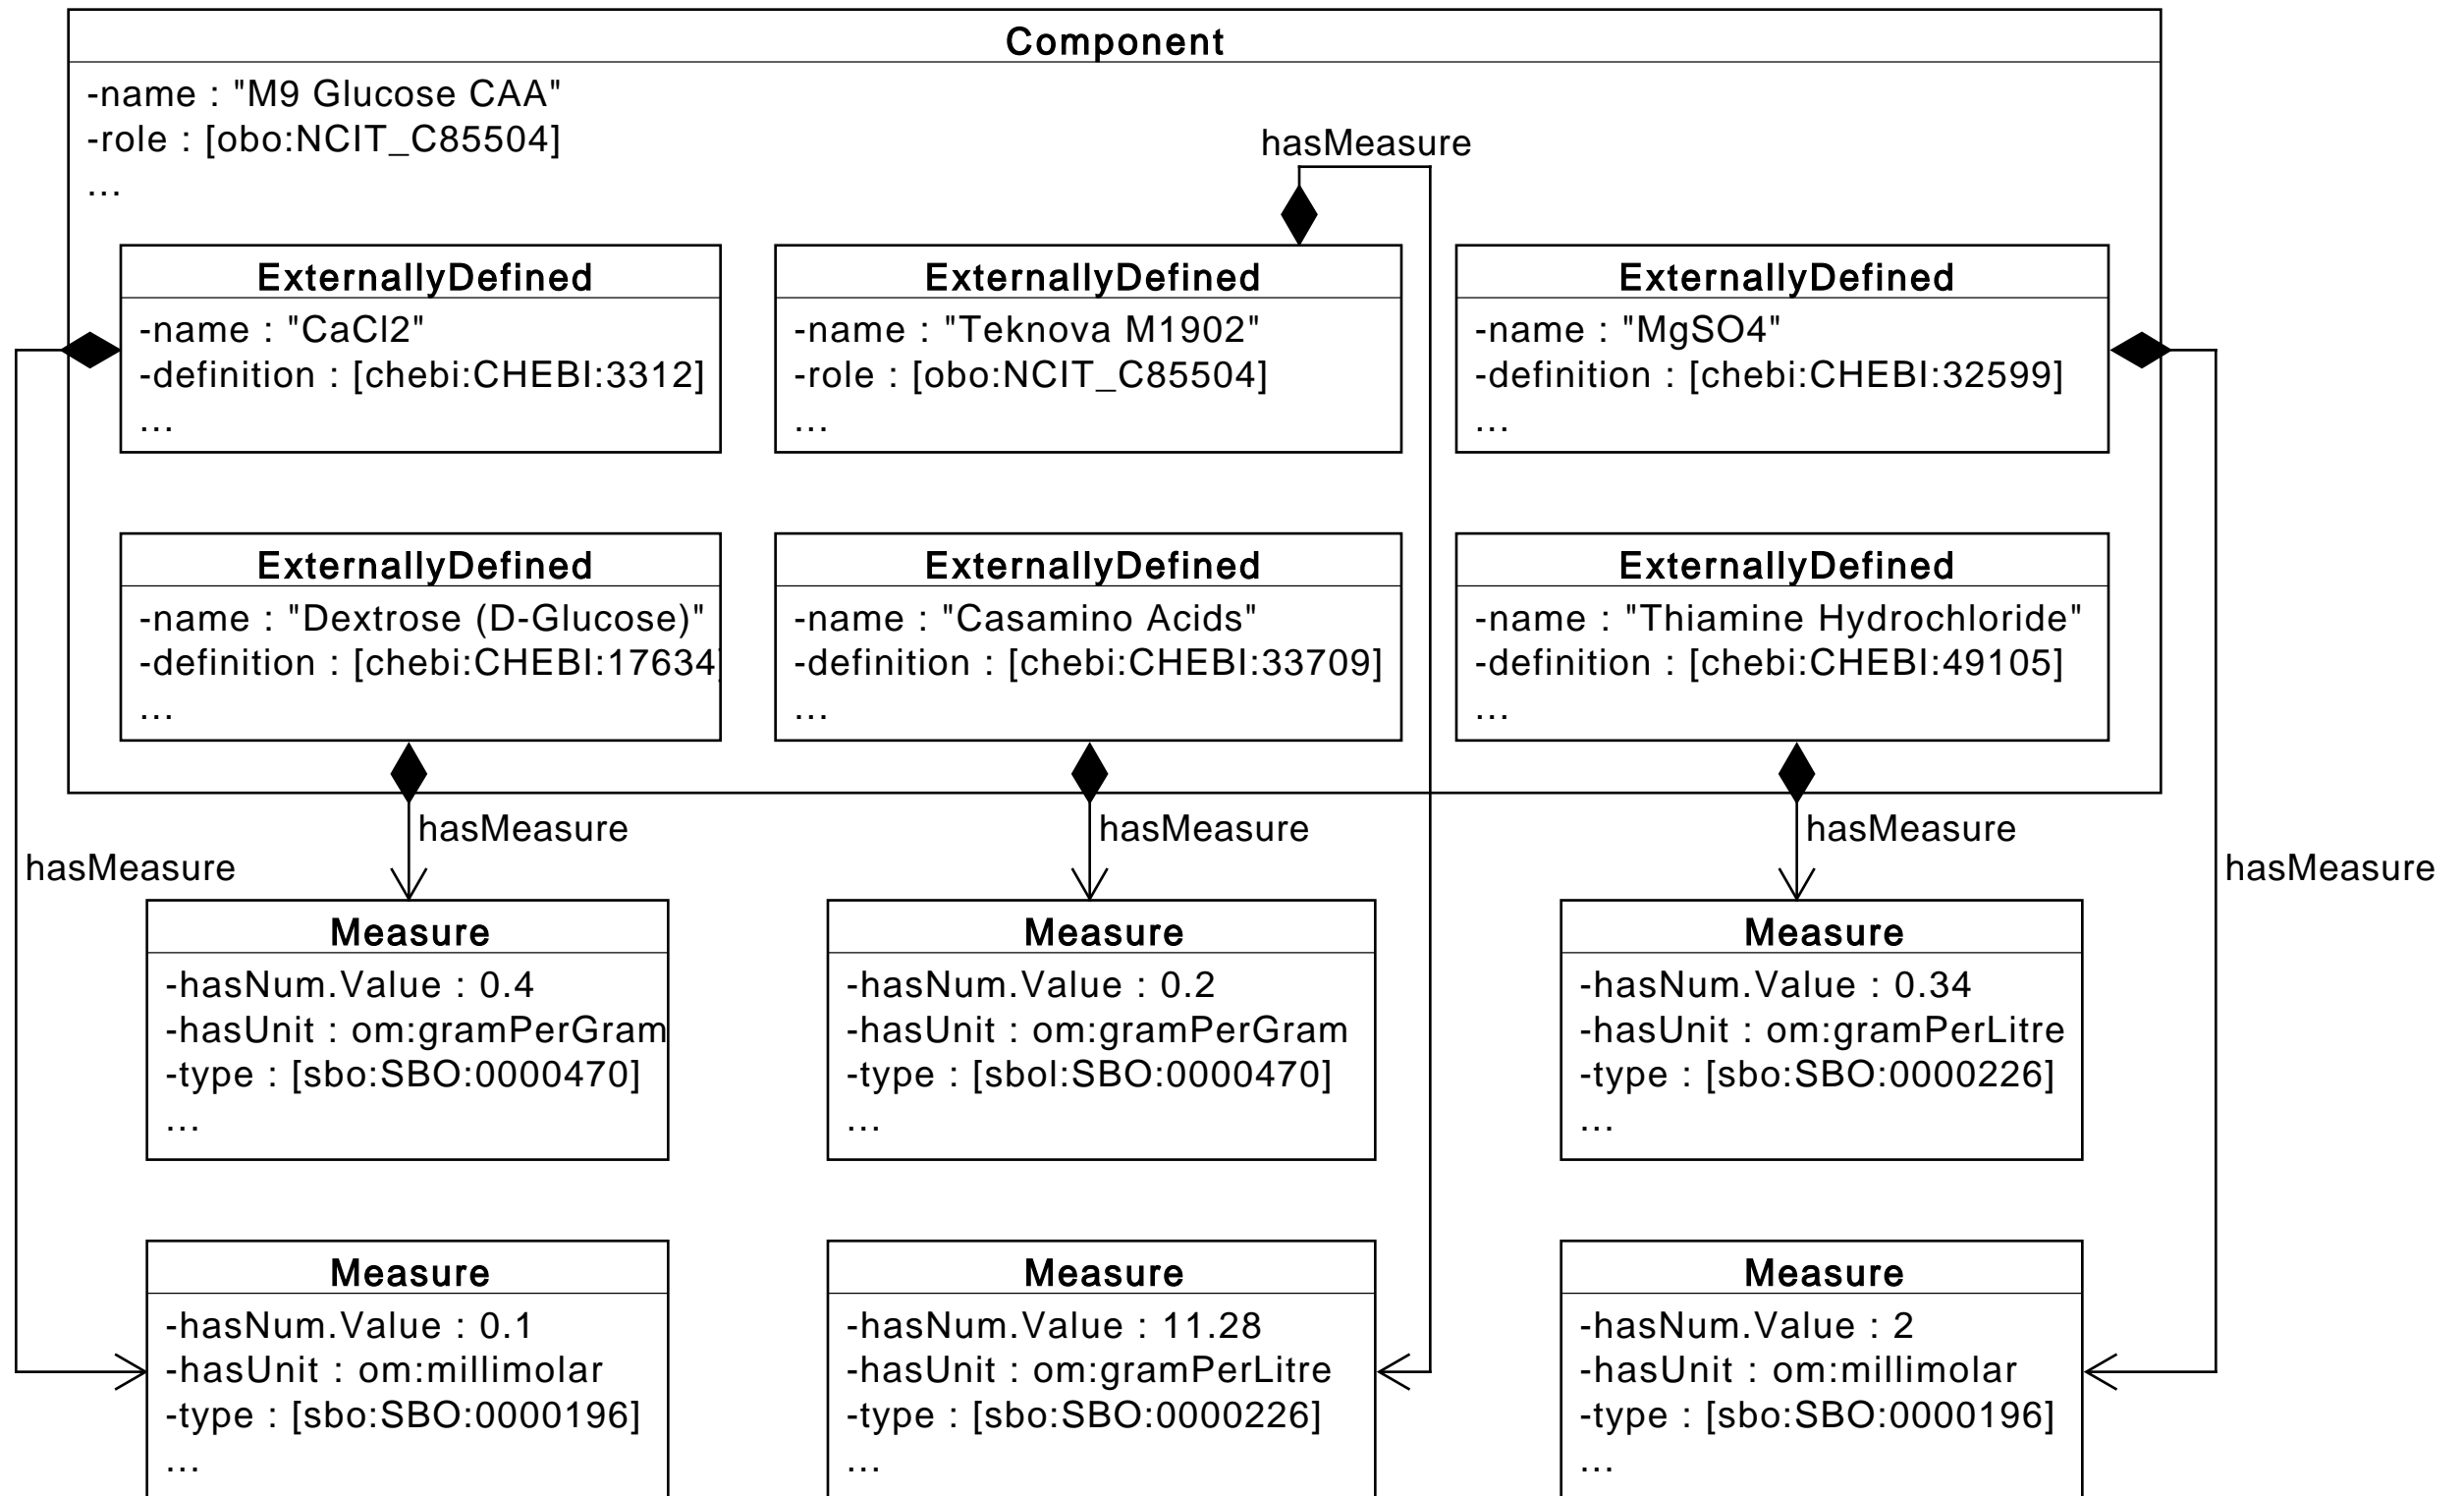 Component
-name : "M9 Glucose CAA"
-role : [obo:NCIT_C85504]
...
hasMeasure
ExternallyDefined
-name : "CaCl2"
-definition : [chebi:CHEBI:3312]
...
ExternallyDefined
-name : "Teknova M1902"
-role : [obo:NCIT_C85504]
...
ExternallyDefined
-name : "MgSO4"
-definition : [chebi:CHEBI:32599]
...
ExternallyDefined
-name : "Dextrose (D-Glucose)"
-definition : [chebi:CHEBI:17634]
...
ExternallyDefined
-name : "Casamino Acids"
-definition : [chebi:CHEBI:33709]
...
ExternallyDefined
-name : "Thiamine Hydrochloride"
-definition : [chebi:CHEBI:49105]
...
hasMeasure
hasMeasure
hasMeasure
hasMeasure
hasMeasure
Measure
-hasNum.Value : 0.4
-hasUnit : om:gramPerGram
-type : [sbo:SBO:0000470]
...
Measure
-hasNum.Value : 0.2
-hasUnit : om:gramPerGram
-type : [sbol:SBO:0000470]
...
Measure
-hasNum.Value : 0.34
-hasUnit : om:gramPerLitre
-type : [sbo:SBO:0000226]
...
Measure
-hasNum.Value : 0.1
-hasUnit : om:millimolar
-type : [sbo:SBO:0000196]
...
Measure
-hasNum.Value : 11.28
-hasUnit : om:gramPerLitre
-type : [sbo:SBO:0000226]
...
Measure
-hasNum.Value : 2
-hasUnit : om:millimolar
-type : [sbo:SBO:0000196]
...